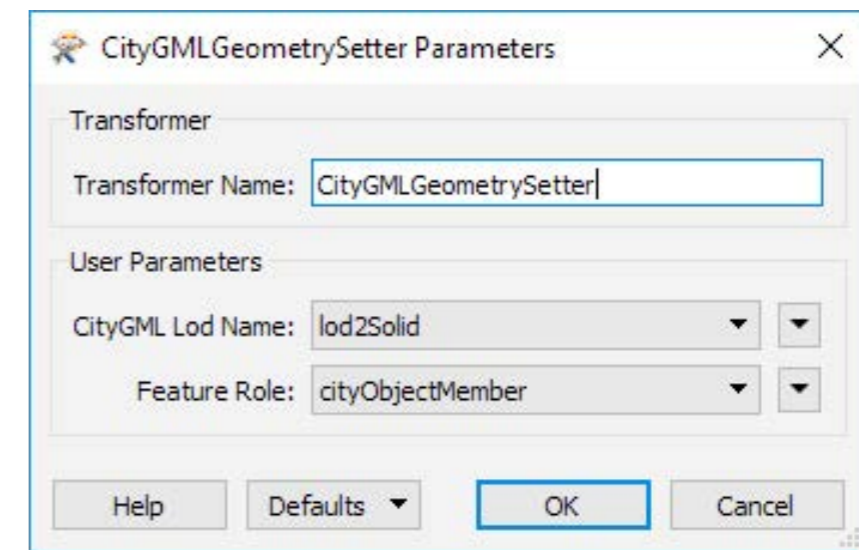 CityGMLGeometrySetter Parameters
Transformer
Transformer Name: CityGMLGeometrySetter
User Parameters
CityGML Lod Name: lod2Solid
Feature Role: cityObjectMember
Help Defaults OK Cancel